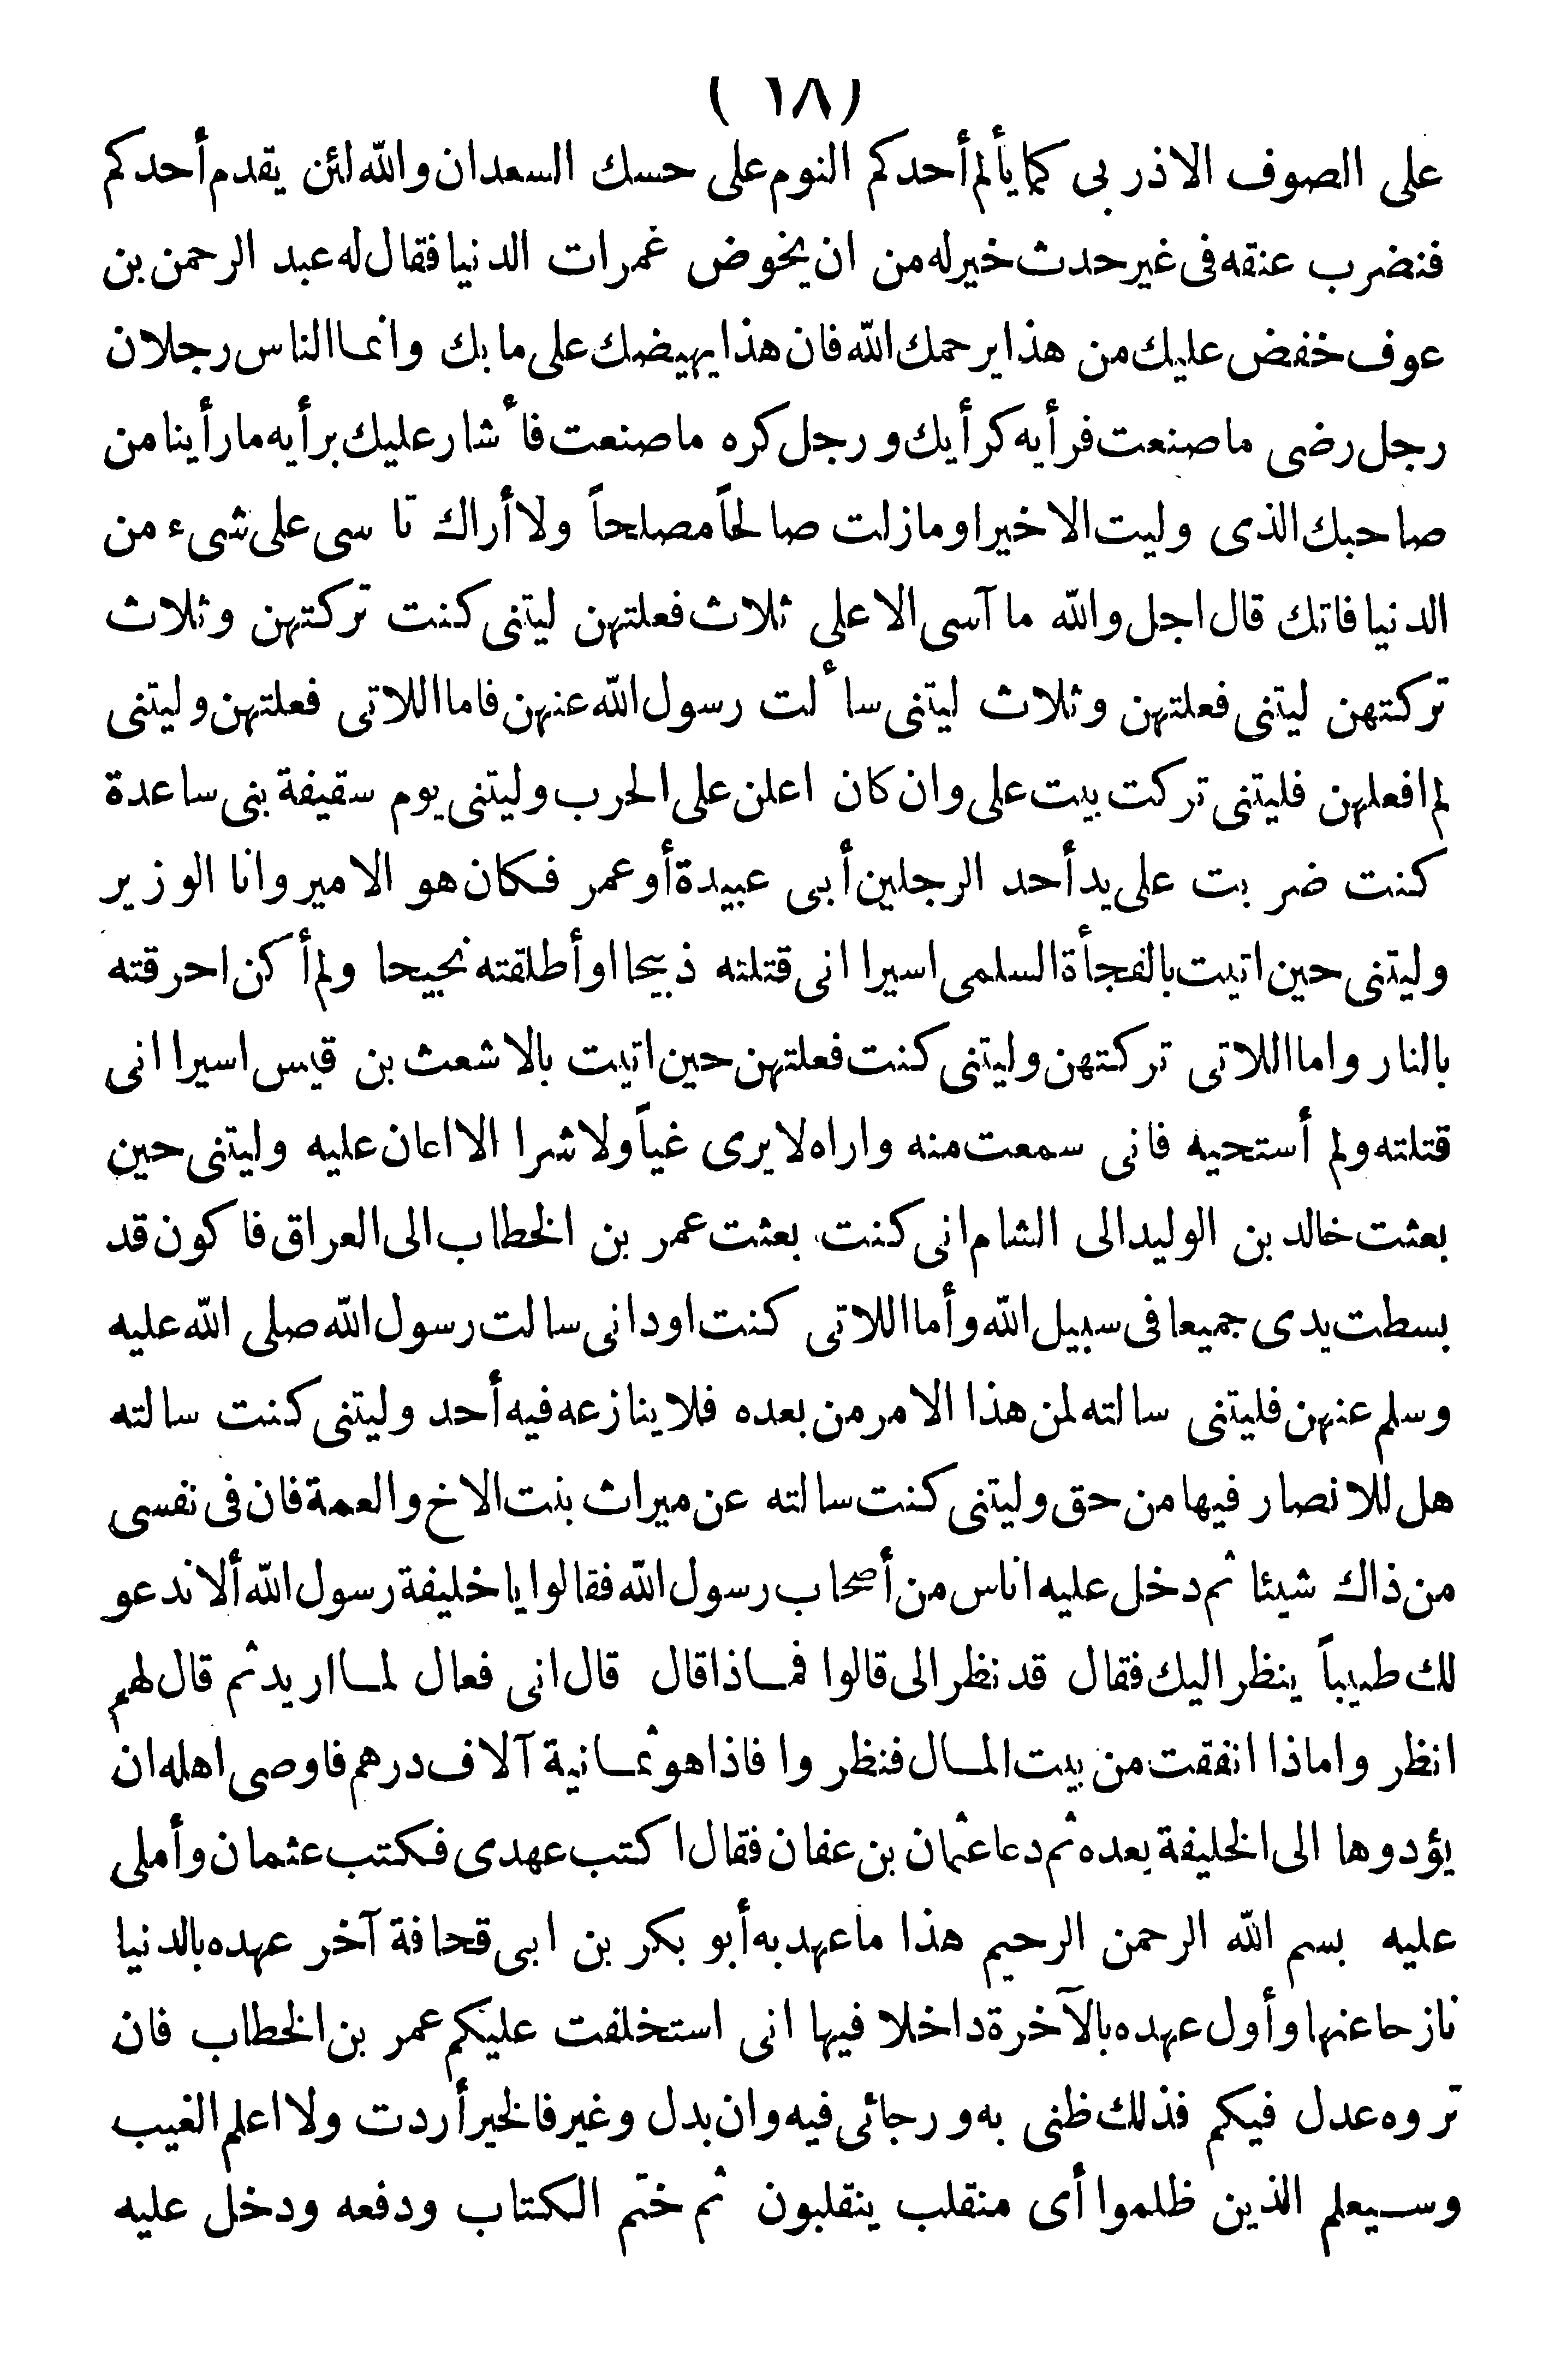 ( ١٨ )
على الصوف الاذربى كما يألم أحدكم النوم على حسك السعدان والله لئن يقدم أحدكم
فنضرب عنقه فى غير حدث خير له من ان يخوض غمرات الدنيا فقال له عبد الرحمن بن
عوف خفض عليك من هذا يرحمك الله فان هذا يهيضك على ما بك وانما الناس رجلان
رجل رضى ما صنعت فرأيه كرأيك ورجل كره ما صنعت فأشار عليك برأيه ما رأينا من
صاحبك الذى وليت الا خيرا وما زلت صالحاً مصلحاً ولا أراك تاسى على شىء من
الدنيا فاتك قال اجل والله ما آسى الا على ثلاث فعلتهن ليتنى كنت تركتهن وثلاث
تركتهن ليتنى فعلتهن وثلاث ليتنى سألت رسول الله عنهن فاما اللاتى فعلتهن وليتنى
لم افعلهن فليتنى تركت بيت على وان كان اعلن على الحرب وليتنى يوم سقيفة بنى ساعدة
كنت ضربت على يد أحد الرجلين أبى عبيدة أو عمر فكان هو الامير وانا الوزير
وليتنى حين اتيت بالفجأة السلمى اسيرا انى قتلته ذبيحا او أطلقته نجيحا ولم أكن احرقته
بالنار واما اللاتى تركتهن وليتنى كنت فعلتهن حين اتيت بالاشعث بن قيس اسيرا انى
قتلته ولم أستحيه فانى سمعت منه واراه لا يرى غياً ولا شرا الا اعان عليه وليتنى حين
بعثت خالد بن الوليد الى الشام انى كنت بعثت عمر بن الخطاب الى العراق فاكون قد
بسطت يدى جميعا فى سبيل الله وأما اللاتى كنت اود انى سالت رسول الله صلى الله عليه
وسلم عنهن فليتنى سالته لمن هذا الامر من بعده فلا ينازعه فيه أحد وليتنى كنت سالته
هل للانصار فيها من حق وليتنى كنت سالته عن ميراث بنت الاخ والعمة فان فى نفسى
من ذاك شيئا ثم دخل عليه اناس من أصحاب رسول الله فقالوا يا خليفة رسول الله ألا ندعو
لك طبيباً ينظر اليك فقال قد نظر الى قالوا فماذا قال قال انى فعال لما اريد ثم قال لهم
انظروا ماذا انفقت من بيت المال فنظروا فاذا هو ثمانية آلاف درهم فاوصى اهله ان
يؤدوها الى الخليفة بعده ثم دعا عثمان بن عفان فقال اكتب عهدى فكتب عثمان وأملى
عليه بسم الله الرحمن الرحيم هذا ما عهد به أبو بكر بن ابى قحافة آخر عهده بالدنيا
نازحا عنها وأول عهده بالآخرة داخلا فيها انى استخلفت عليكم عمر بن الخطاب فان
تروه عدل فيكم فذلك ظنى به ورجائى فيه وان بدل وغير فالخير أردت ولا اعلم الغيب
وسيعلم الذين ظلموا أى منقلب ينقلبون ثم ختم الكتاب ودفعه ودخل عليه